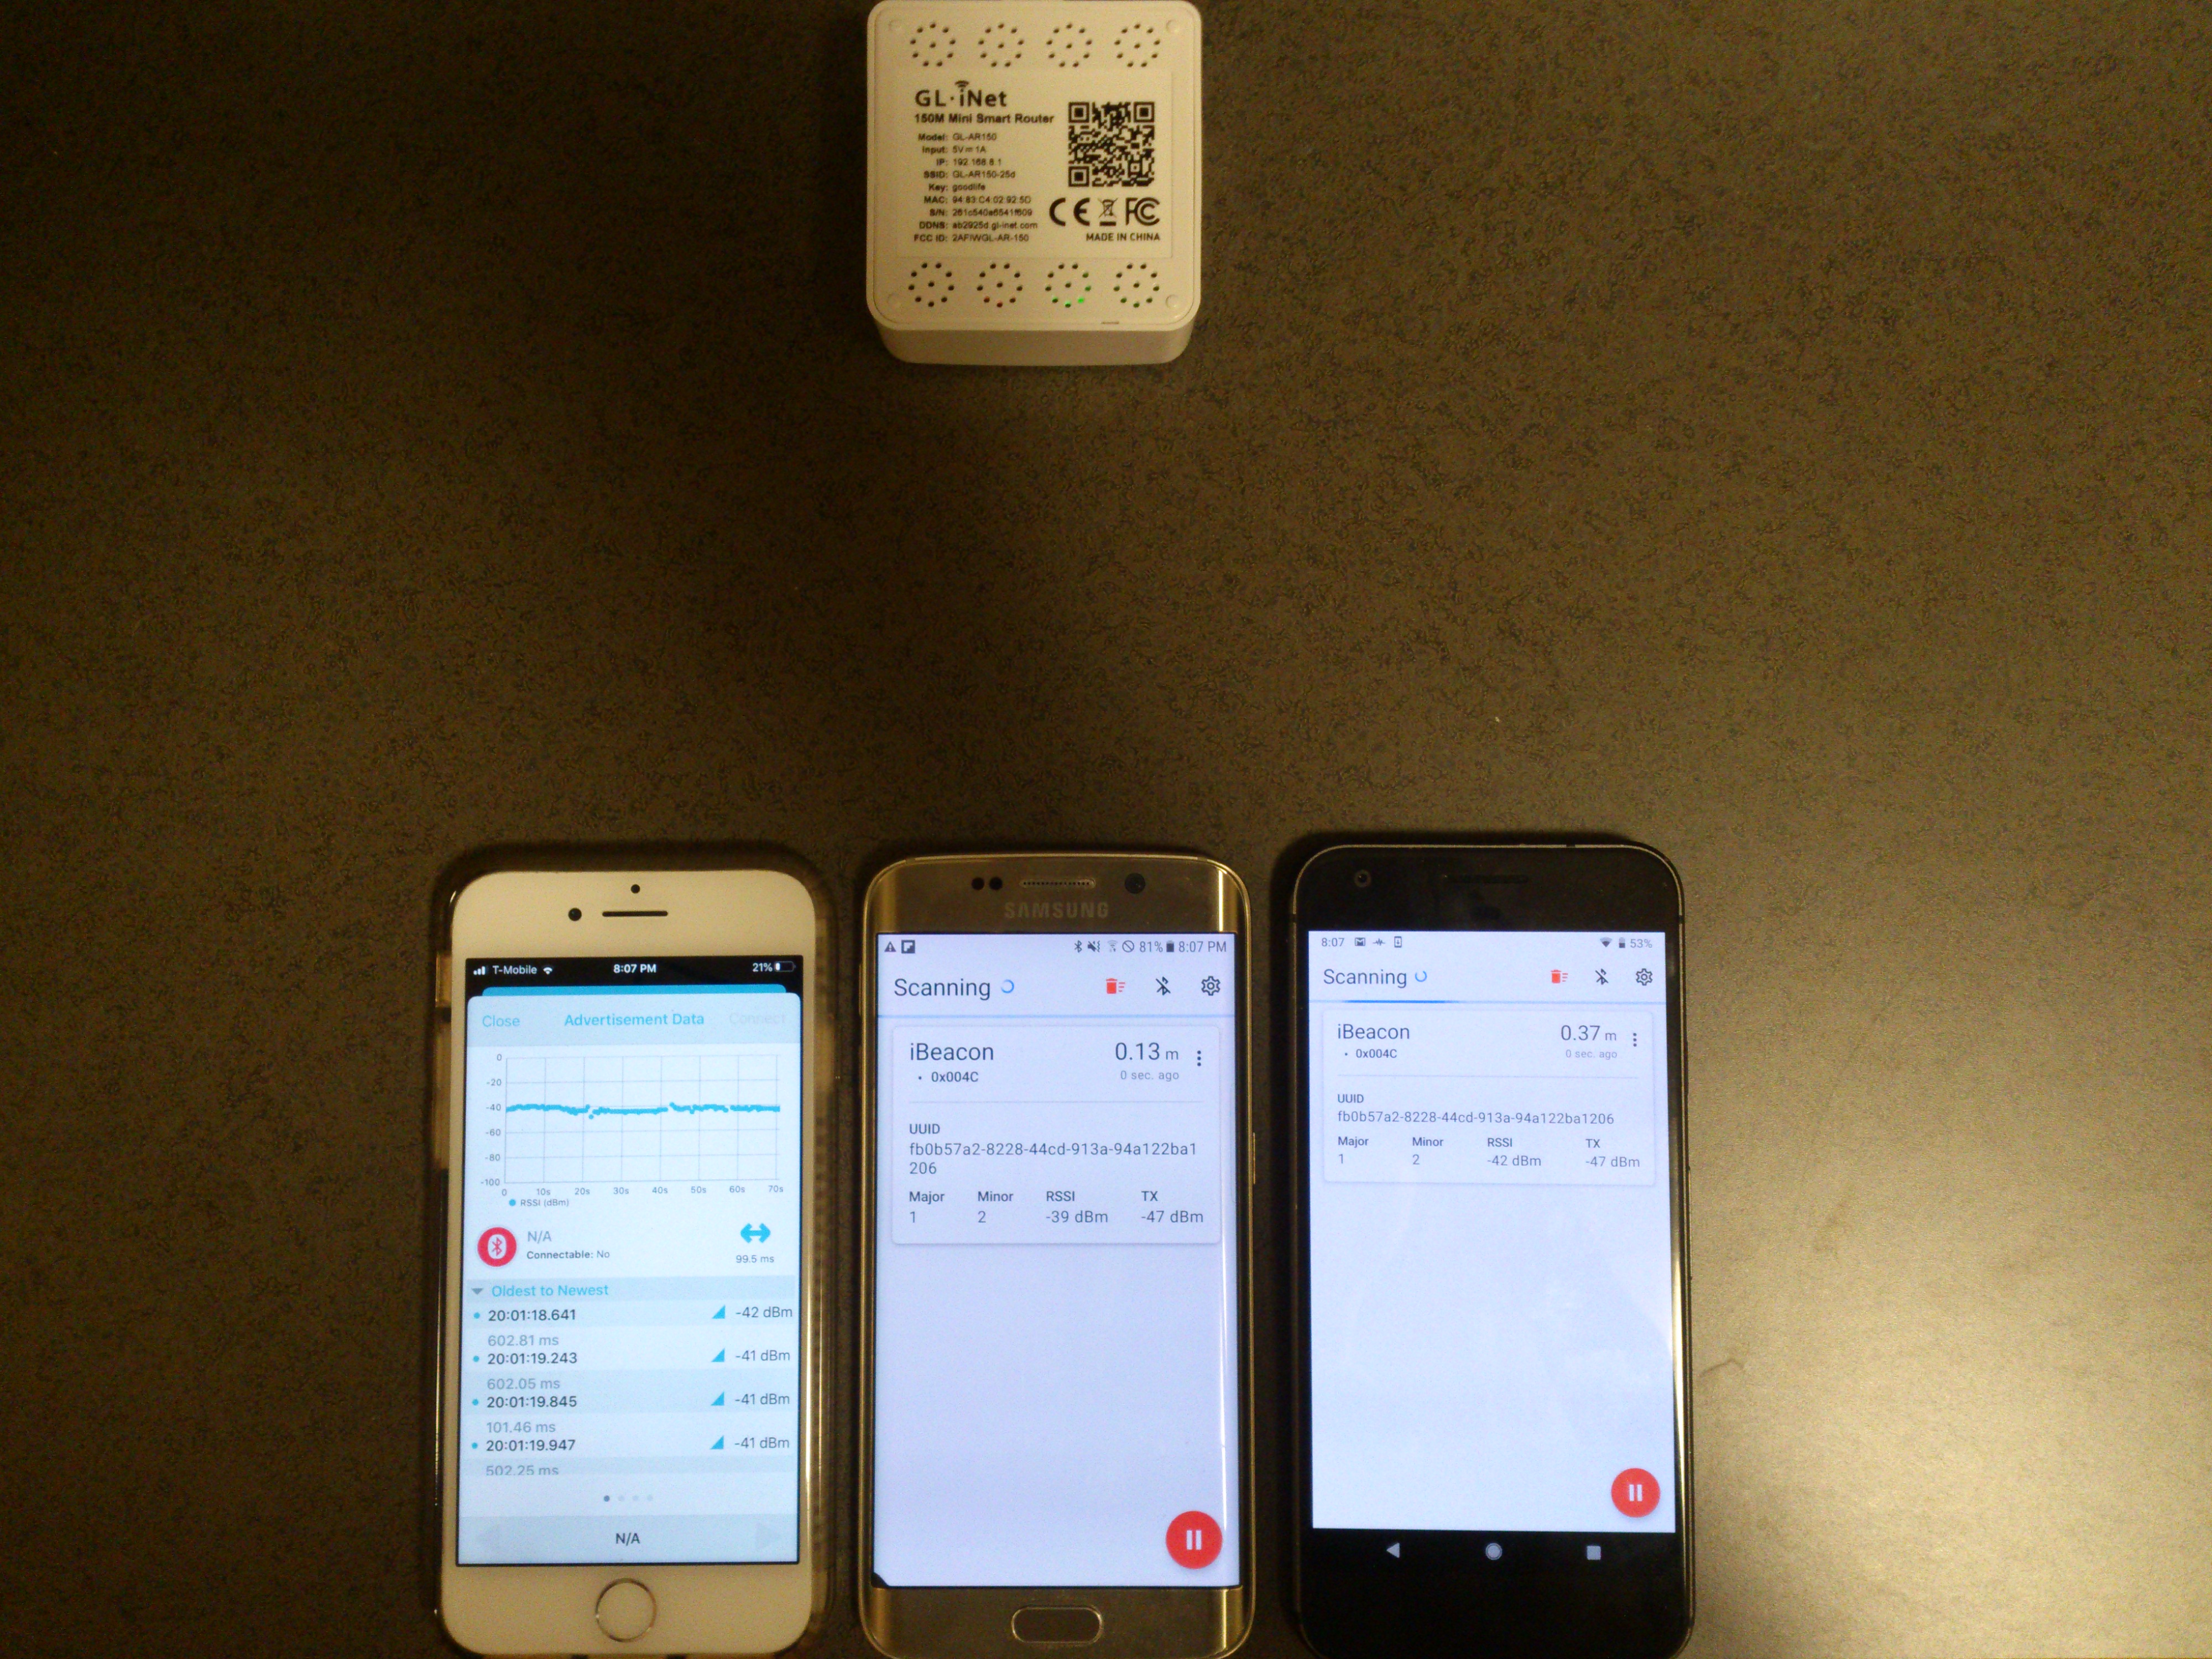 GL·iNet
150M Mini Smart Router
Model: GL-AR150
Input: 5V⎓1A
IP: 192.168.8.1
SSID: GL-AR150-25d
Key: goodlife
MAC: 94:83:C4:02:92:5D
S/N: 261c540a6541f609
DDNS: ab2925d.gl-inet.com
FCC ID: 2AFIWGL-AR-150
CE FC
MADE IN CHINA
T-Mobile 8:07 PM 21%
Close Advertisement Data Connect
0
-20
-40
-60
-80
-100
0 10s 20s 30s 40s 50s 60s 70s
RSSI (dBm)
N/A
Connectable: No
99.5 ms
Oldest to Newest
20:01:18.641 -42 dBm
602.81 ms
20:01:19.243 -41 dBm
602.05 ms
20:01:19.845 -41 dBm
101.46 ms
20:01:19.947 -41 dBm
502.25 ms
N/A
SAMSUNG
81% 8:07 PM
Scanning
iBeacon 0.13 m
• 0x004C 0 sec. ago
UUID
fb0b57a2-8228-44cd-913a-94a122ba1
206
Major Minor RSSI TX
1 2 -39 dBm -47 dBm
8:07 53%
Scanning
iBeacon 0.37 m
• 0x004C 0 sec. ago
UUID
fb0b57a2-8228-44cd-913a-94a122ba1206
Major Minor RSSI TX
1 2 -42 dBm -47 dBm